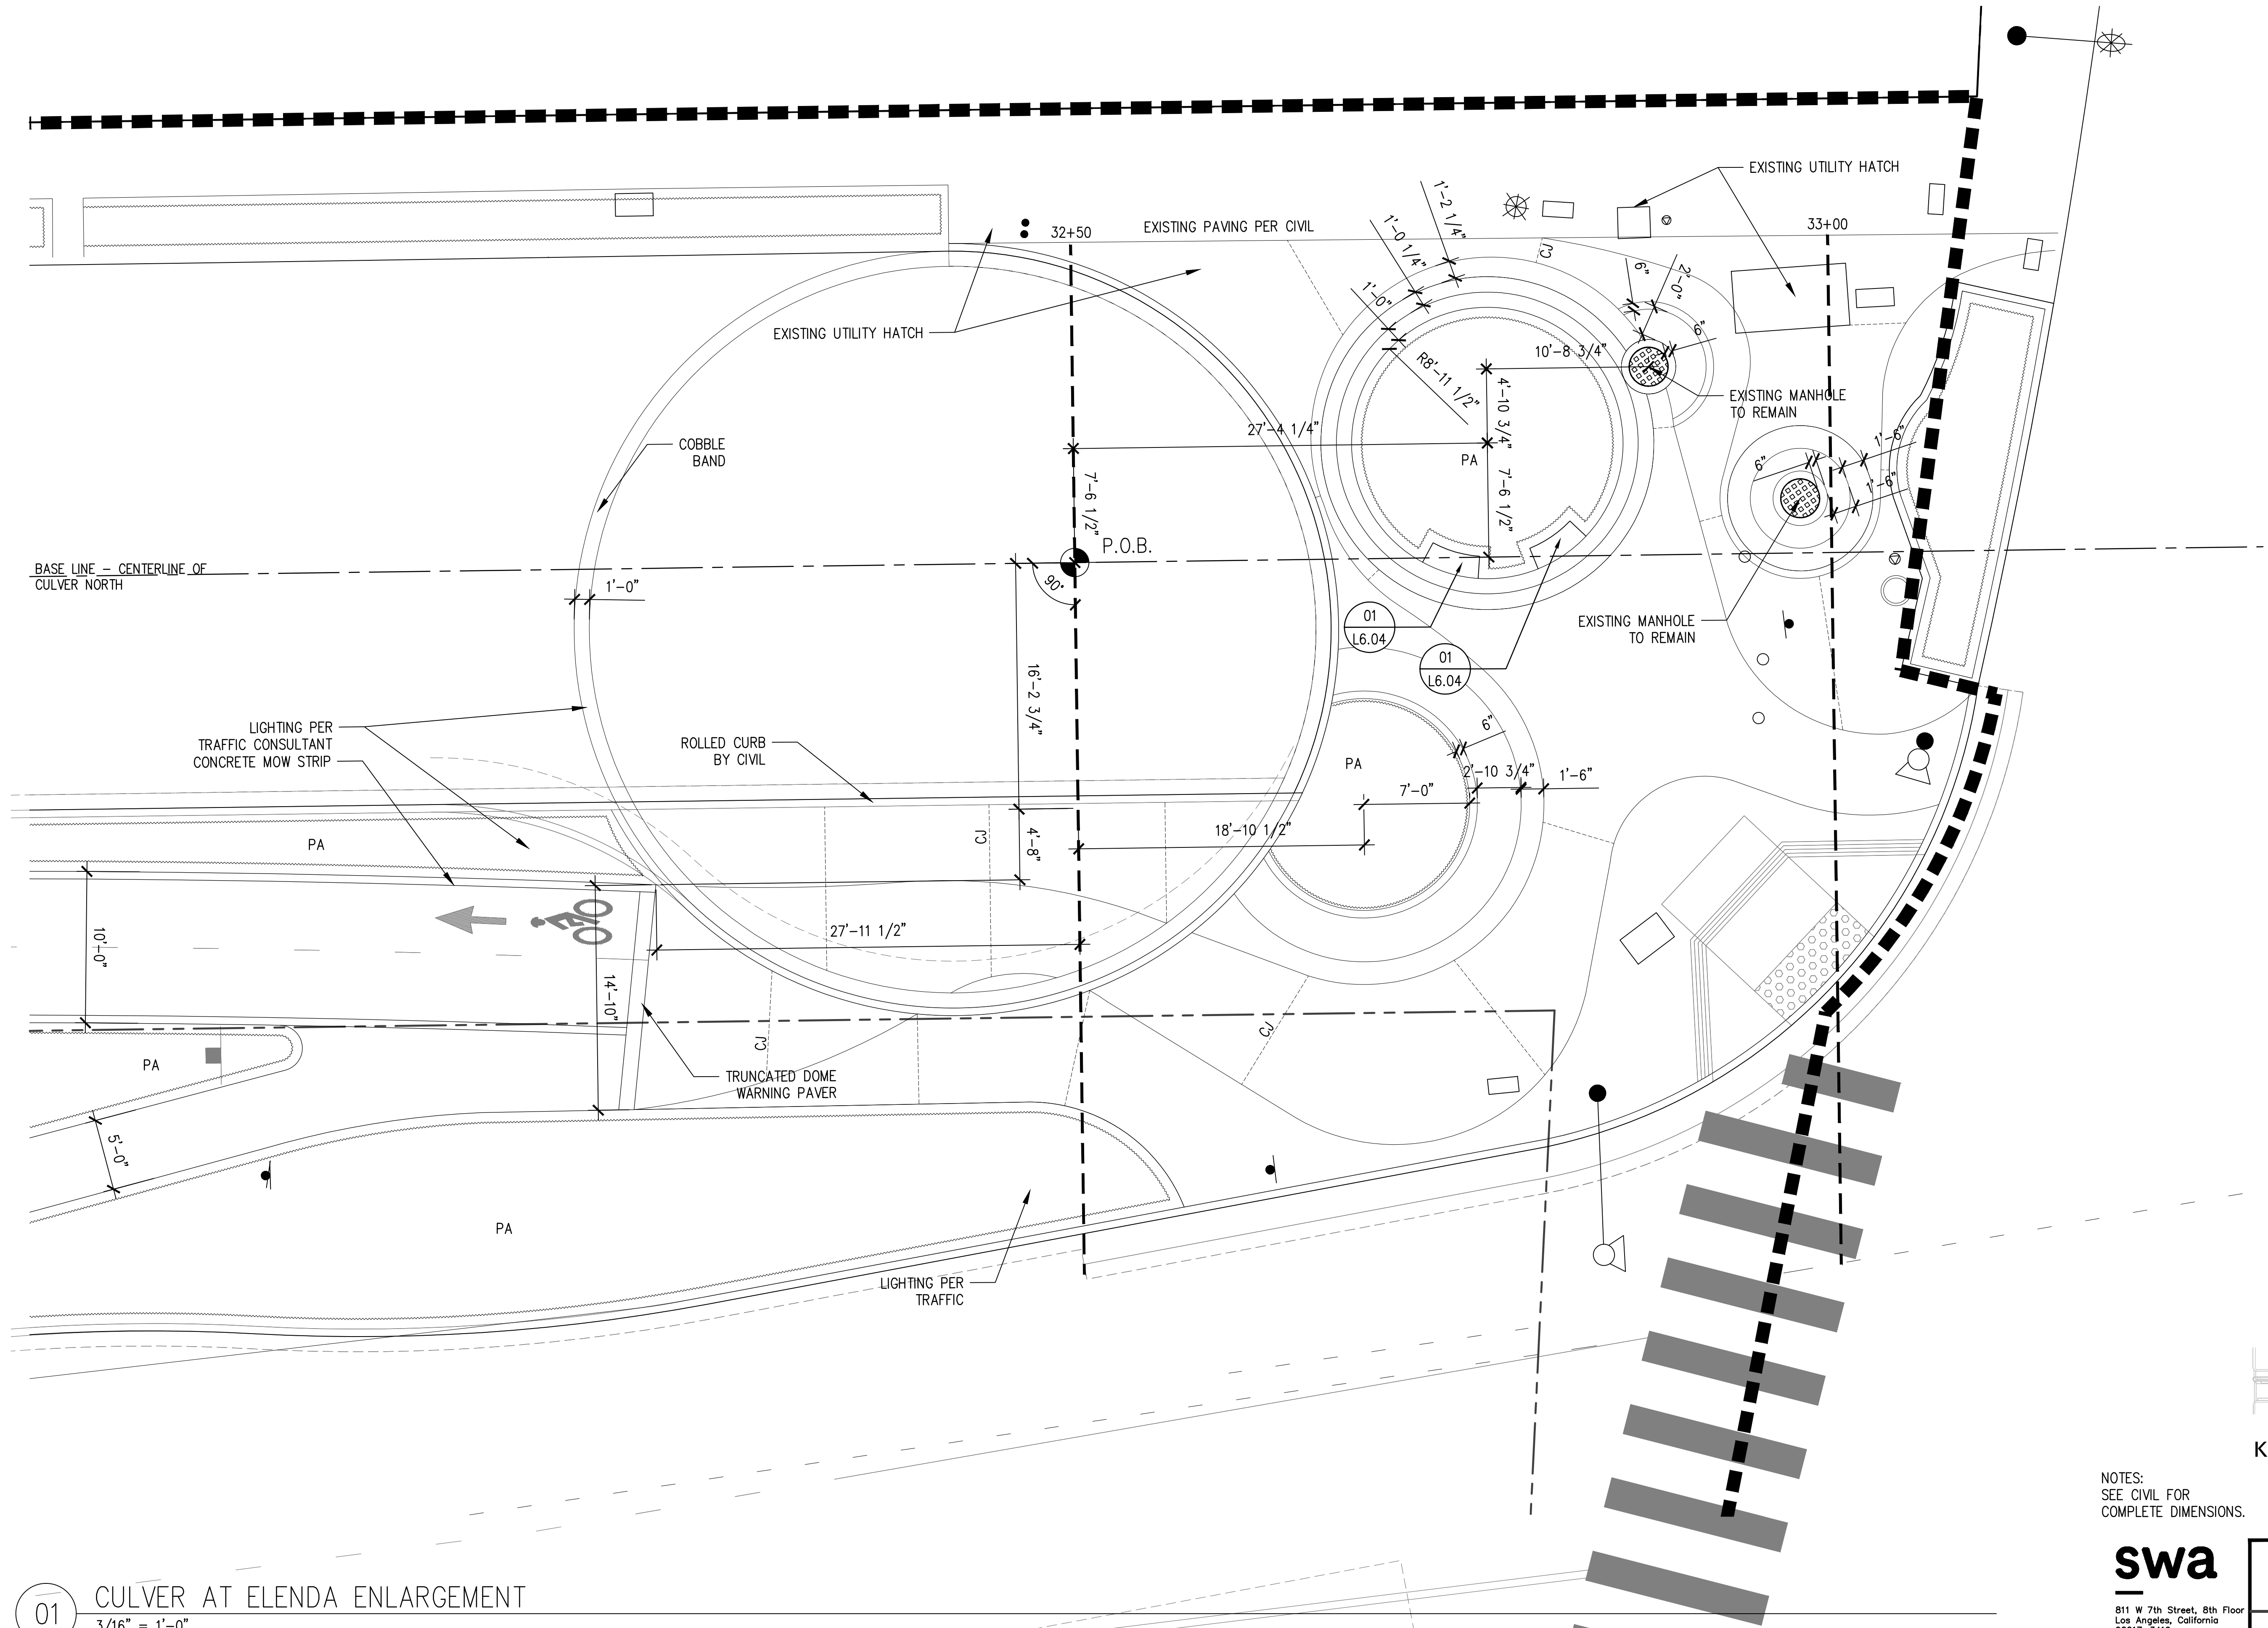 EXISTING UTILITY HATCH
1'-2 1/4"
1'-0 1/4"
1'-0"
R8'-11 1/2"
EXISTING PAVING PER CIVIL
32+50
33+00
CJ
6"
2'-0"
6"
10'-8 3/4"
EXISTING UTILITY HATCH
EXISTING MANHOLE
TO REMAIN
4'-10 3/4"
27'-4 1/4"
PA
7'-6 1/2"
7'-6 1/2"
COBBLE
BAND
6"
1'-6"
1'-6"
P.O.B.
90°
BASE LINE – CENTERLINE OF
CULVER NORTH
1'-0"
01
L6.04
01
L6.04
EXISTING MANHOLE
TO REMAIN
16'-2 3/4"
LIGHTING PER
TRAFFIC CONSULTANT
CONCRETE MOW STRIP
ROLLED CURB
BY CIVIL
6"
PA
2'-10 3/4"
1'-6"
7'-0"
18'-10 1/2"
CJ
4'-8"
PA
27'-11 1/2"
10'-0"
14'-10"
CJ
CJ
PA
TRUNCATED DOME
WARNING PAVER
5'-0"
PA
LIGHTING PER
TRAFFIC
K
NOTES:
SEE CIVIL FOR
COMPLETE DIMENSIONS.
swa
811 W 7th Street, 8th Floor
Los Angeles, California
01
CULVER AT ELENDA ENLARGEMENT
3/16" = 1'-0"